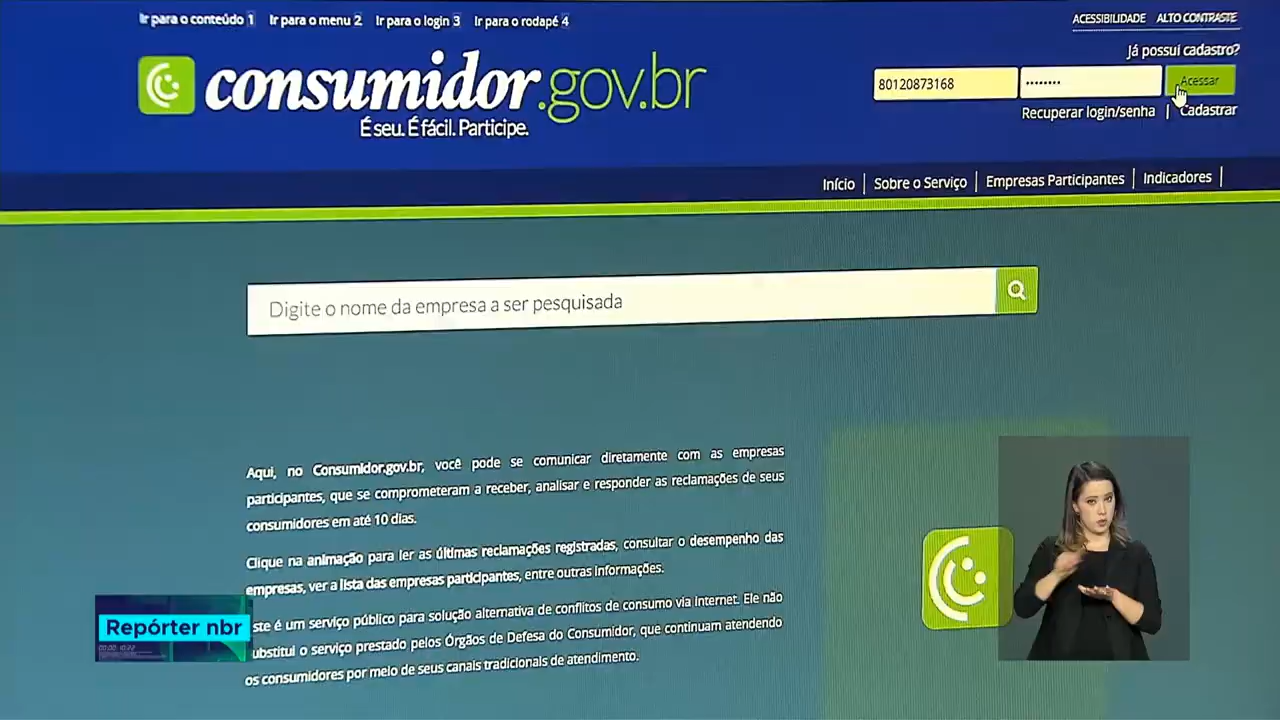 Ir para o conteúdo 1 Ir para o menu 2 Ir para o login 3 Ir para o rodapé 4
ACESSIBILIDADE ALTO CONTRASTE
Já possui cadastro?
consumidor.gov.br
80120873168 •••••••• Acessar
É seu. É fácil. Participe.
Recuperar login/senha | Cadastrar
Início | Sobre o Serviço | Empresas Participantes | Indicadores |
Digite o nome da empresa a ser pesquisada
Aqui, no Consumidor.gov.br, você pode se comunicar diretamente com as empresas
participantes, que se comprometeram a receber, analisar e responder as reclamações de seus
consumidores em até 10 dias.
Clique na animação para ler as últimas reclamações registradas, consultar o desempenho das
empresas, ver a lista das empresas participantes, entre outras informações.
ste é um serviço público para solução alternativa de conflitos de consumo via internet. Ele não
ubstitui o serviço prestado pelos Órgãos de Defesa do Consumidor, que continuam atendendo
os consumidores por meio de seus canais tradicionais de atendimento.
Repórter nbr